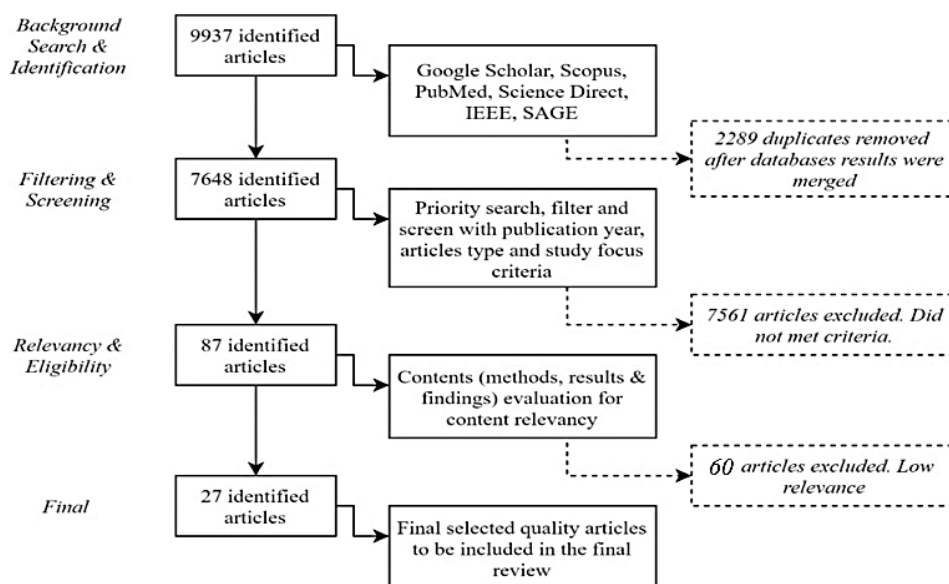 Background
Search &
Identification
9937 identified
articles
Google Scholar, Scopus,
PubMed, Science Direct,
IEEE, SAGE
2289 duplicates removed
after databases results were
merged
Filtering &
Screening
7648 identified
articles
Priority search, filter and
screen with publication year,
articles type and study focus
criteria
7561 articles excluded. Did
not met criteria.
Relevancy &
Eligibility
87 identified
articles
Contents (methods, results &
findings) evaluation for
content relevancy
60 articles excluded. Low
relevance
Final
27 identified
articles
Final selected quality articles
to be included in the final
review